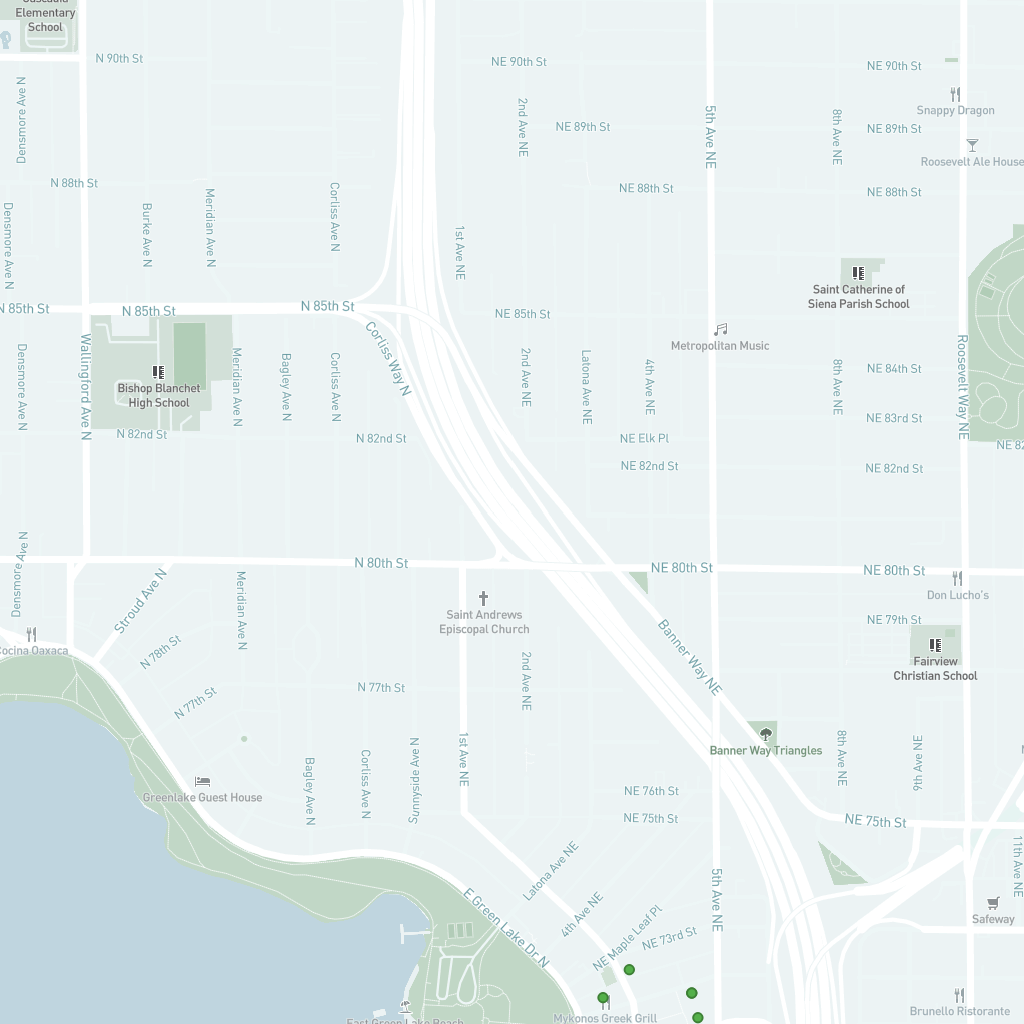 Cascadia
Elementary
School
N 90th St
NE 90th St
NE 90th St
Densmore Ave N
2nd Ave NE
5th Ave NE
8th Ave NE
Snappy Dragon
NE 89th St
NE 89th St
Roosevelt Ale House
N 88th St
NE 88th St
NE 88th St
Densmore Ave N
Burke Ave N
Meridian Ave N
Corliss Ave N
1st Ave NE
Saint Catherine of
Siena Parish School
N 85th St
N 85th St
N 85th St
NE 85th St
Metropolitan Music
Wallingford Ave N
Densmore Ave N
Bishop Blanchet
High School
Meridian Ave N
Bagley Ave N
Corliss Ave N
Corliss Way N
2nd Ave NE
Latona Ave NE
4th Ave NE
8th Ave NE
NE 84th St
Roosevelt Way NE
NE 83rd St
N 82nd St
N 82nd St
NE Elk Pl
NE 82nd St
NE 82nd St
NE 82
N 80th St
NE 80th St
NE 80th St
Densmore Ave N
Stroud Ave N
Meridian Ave N
Don Lucho's
Saint Andrews
Episcopal Church
NE 79th St
Cocina Oaxaca
N 78th St
Banner Way NE
Fairview
Christian School
N 77th St
N 77th St
2nd Ave NE
Banner Way Triangles
1st Ave NE
Bagley Ave N
Corliss Ave N
Sunnyside Ave N
8th Ave NE
9th Ave NE
Greenlake Guest House
NE 76th St
NE 75th St
NE 75th St
11th Ave NE
Latona Ave NE
5th Ave NE
4th Ave NE
E Green Lake Dr N
NE Maple Leaf Pl
NE 73rd St
Safeway
Mykonos Greek Grill
Brunello Ristorante
East Green Lake Beach